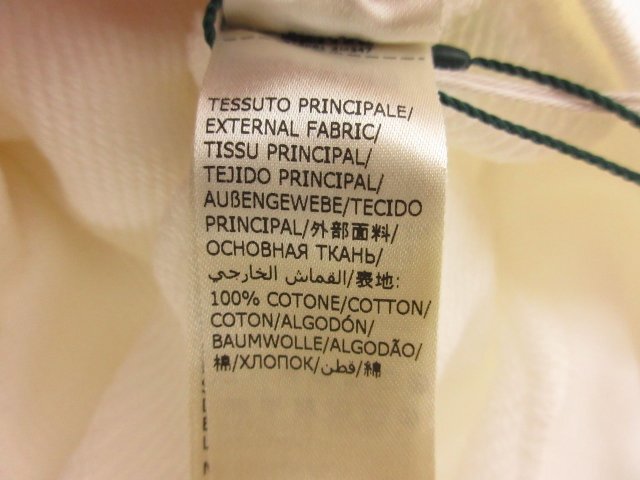 TESSUTO PRINCIPALE/
EXTERNAL FABRIC/
TISSU PRINCIPAL/
TEJIDO PRINCIPAL/
AUßENGEWEBE/TECIDO
PRINCIPAL/外部面料/
ОСНОВНАЯ ТКАНЬ/
القماش الخارجي/表地:
100% COTONE/COTTON/
COTON/ALGODÓN/
BAUMWOLLE/ALGODÃO/
棉/ХЛОПОК/قطن/綿